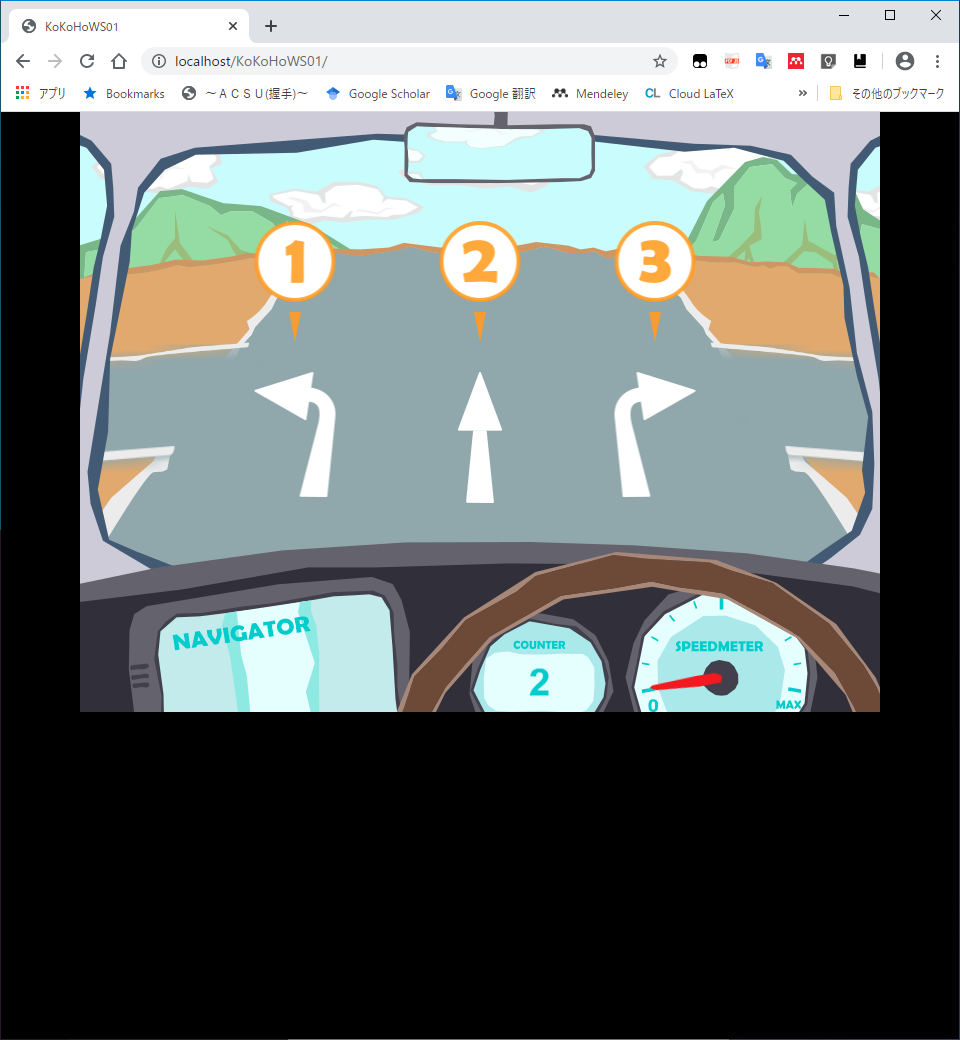 KoKoHoWS01
localhost/KoKoHoWS01/
アプリ Bookmarks ～ＡＣＳＵ(握手)～ Google Scholar Google 翻訳 Mendeley CL Cloud LaTeX » その他のブックマーク
1 2 3
NAVIGATOR
COUNTER
2
SPEEDMETER
0 MAX